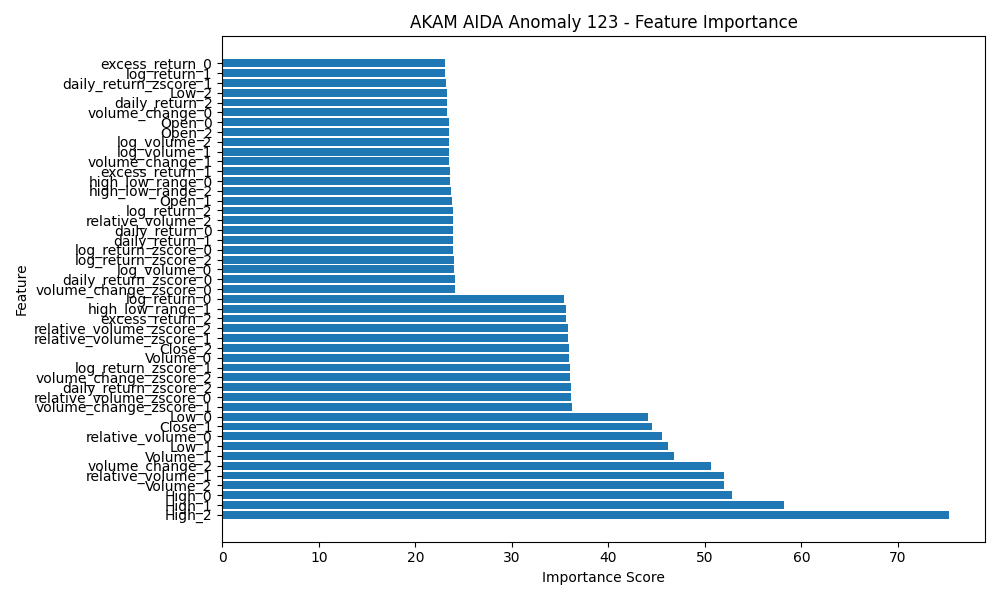 AKAM AIDA Anomaly 123 - Feature Importance
excess_return_0
log_return_1
daily_return_zscore_1
Low_2
daily_return_2
volume_change_0
Open_0
Open_2
log_volume_2
log_volume_1
volume_change_1
excess_return_1
high_low_range_0
high_low_range_2
Open_1
log_return_2
relative_volume_2
daily_return_0
daily_return_1
log_return_zscore_0
log_return_zscore_2
log_volume_0
daily_return_zscore_0
volume_change_zscore_0
log_return_0
high_low_range_1
excess_return_2
relative_volume_zscore_2
relative_volume_zscore_1
Close_2
Volume_0
log_return_zscore_1
volume_change_zscore_2
daily_return_zscore_2
relative_volume_zscore_0
volume_change_zscore_1
Low_0
Close_1
relative_volume_0
Low_1
Volume_1
volume_change_2
relative_volume_1
Volume_2
High_0
High_1
High_2
Feature
0 10 20 30 40 50 60 70
Importance Score